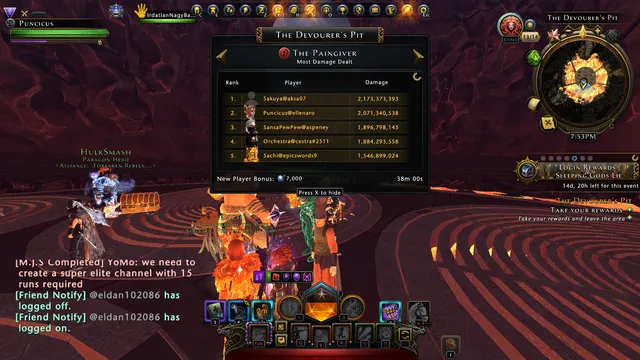 Puncicus
IrdatlanNagyBa
The Devourer's Pit
The Paingiver
Most Damage Dealt
Rank Player Damage
1. Sakuya@aksa07 2,173,373,393
2. Puncicus@ellenaro 2,071,340,538
3. SansaPewPew@aspeney 1,896,798,145
4. Orchestra@cestra#2511 1,884,293,558
5. Sachi@epicswords9 1,546,899,024
New Player Bonus: 7,000 38m 00s
Press X to hide
The Devourer's Pit
7:53PM
Login Rewards
Sleeping Gods Lie
14d, 20h left for this event
The Devourer's Pit
Take your rewards
Take your rewards and leave the area
HulkSmash
Paragon Hero
[M.J.S Completed] YoMo: we need to
create a super elite channel with 15
runs required
[Friend Notify] @eldan102086 has
logged off.
[Friend Notify] @eldan102086 has
logged on.